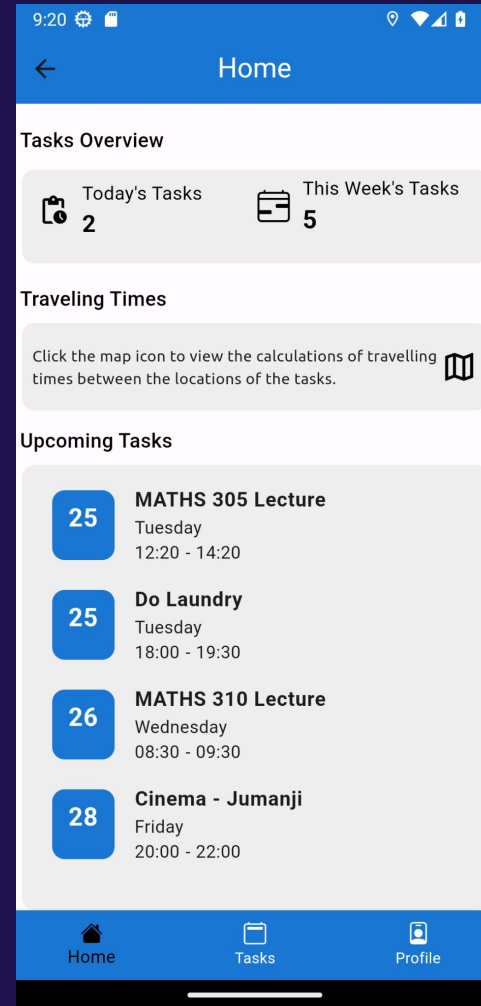 9:20
Home
Tasks Overview
Today's Tasks
2
This Week's Tasks
5
Traveling Times
Click the map icon to view the calculations of travelling
times between the locations of the tasks.
Upcoming Tasks
25
MATHS 305 Lecture
Tuesday
12:20 - 14:20
25
Do Laundry
Tuesday
18:00 - 19:30
26
MATHS 310 Lecture
Wednesday
08:30 - 09:30
28
Cinema - Jumanji
Friday
20:00 - 22:00
Home
Tasks
Profile